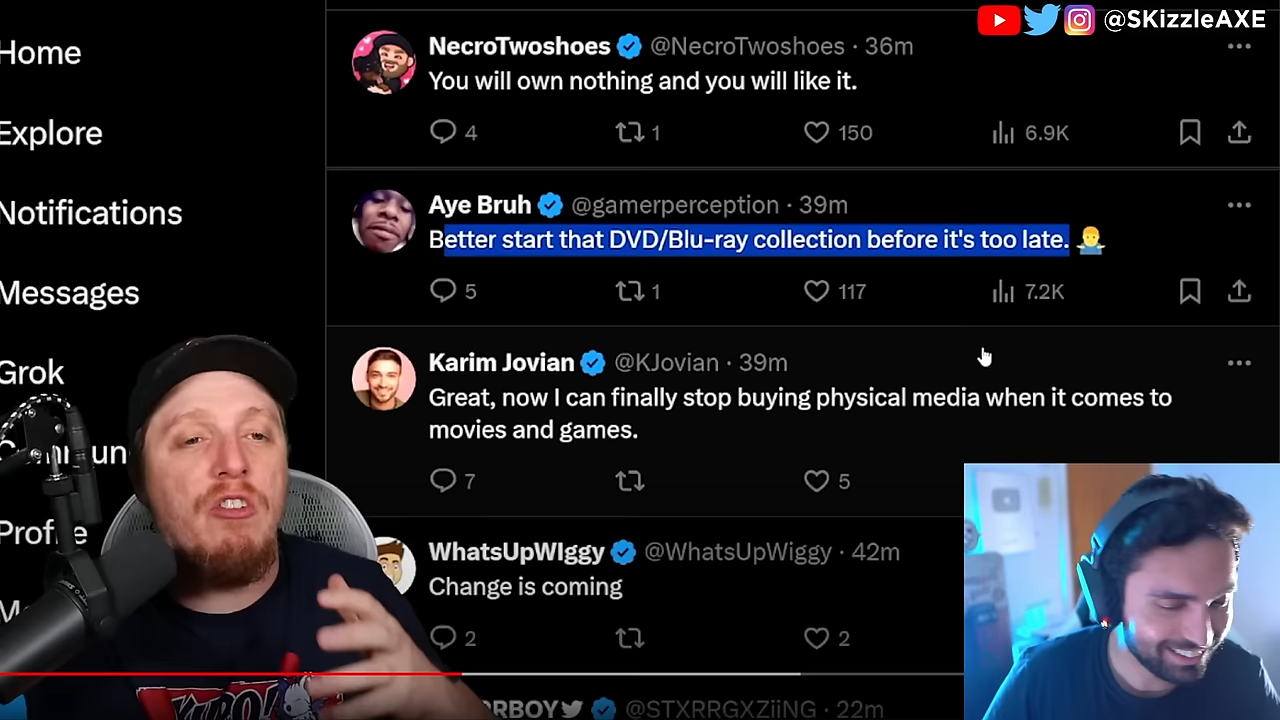 @SKizzleAXE
Home
NecroTwoshoes @NecroTwoshoes · 36m
You will own nothing and you will like it.
4 1 150 6.9K
Explore
Notifications
Aye Bruh @gamerperception · 39m
Better start that DVD/Blu-ray collection before it's too late.
5 1 117 7.2K
Messages
Grok
Karim Jovian @KJovian · 39m
Great, now I can finally stop buying physical media when it comes to
movies and games.
7 5
Profile
WhatsUpWIggy @WhatsUpWiggy · 42m
Change is coming
2 2
RBOY @STXRRGXZiiNG · 22m